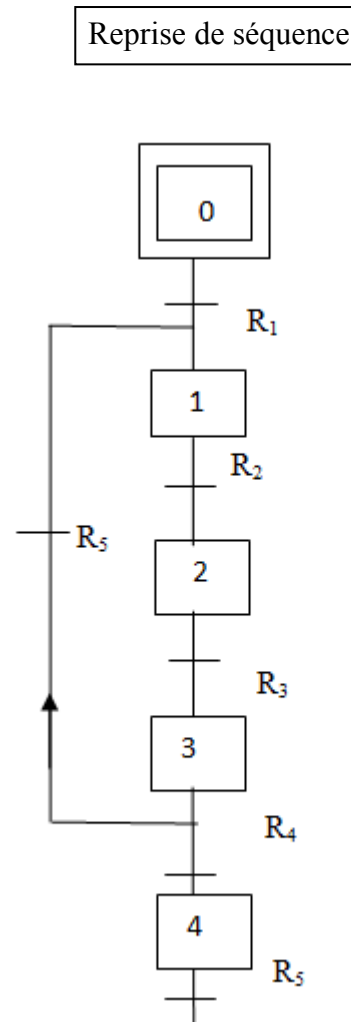 Reprise de séquence
0
R₁
1
R₂
R₅
2
R₃
3
R₄
4
R₅